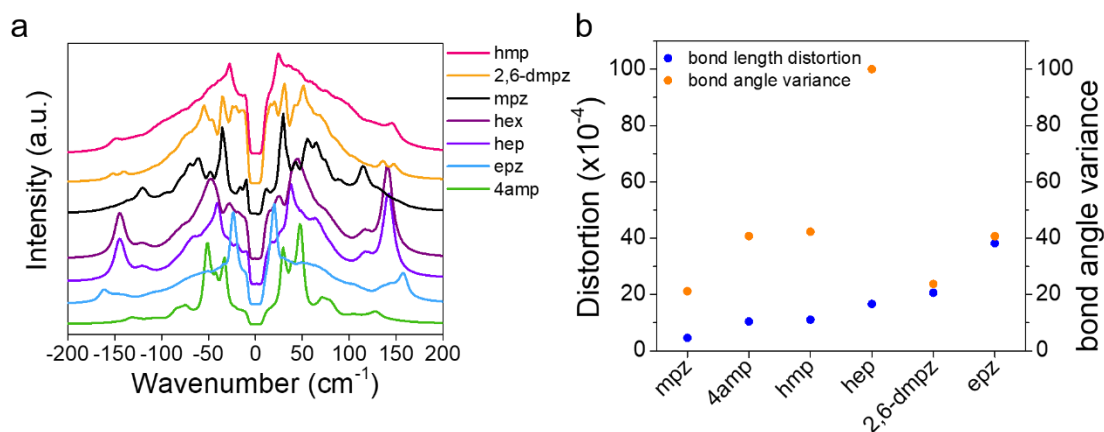 a
Intensity (a.u.)
hmp
2,6-dmpz
mpz
hex
hep
epz
4amp
-200 -150 -100 -50 0 50 100 150 200
Wavenumber (cm⁻¹)
b
bond length distortion
bond angle variance
Distortion (x10⁻⁴)
100
80
60
40
20
0
100
80
60
40
20
0
bond angle variance
mpz
4amp
hmp
hep
2,6-dmpz
epz